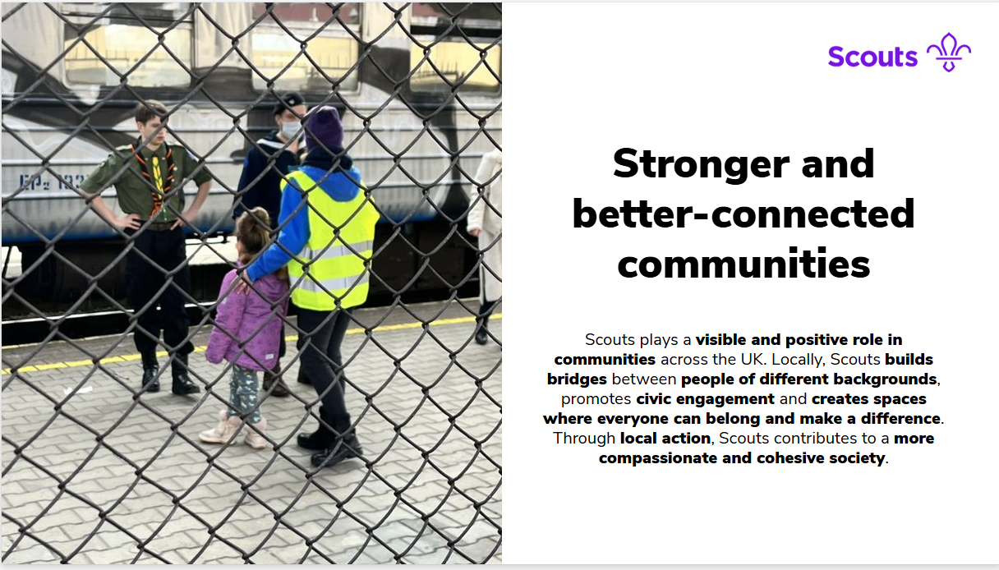 Scouts
Stronger and
better-connected
communities
Scouts plays a visible and positive role in
communities across the UK. Locally, Scouts builds
bridges between people of different backgrounds,
promotes civic engagement and creates spaces
where everyone can belong and make a difference.
Through local action, Scouts contributes to a more
compassionate and cohesive society.